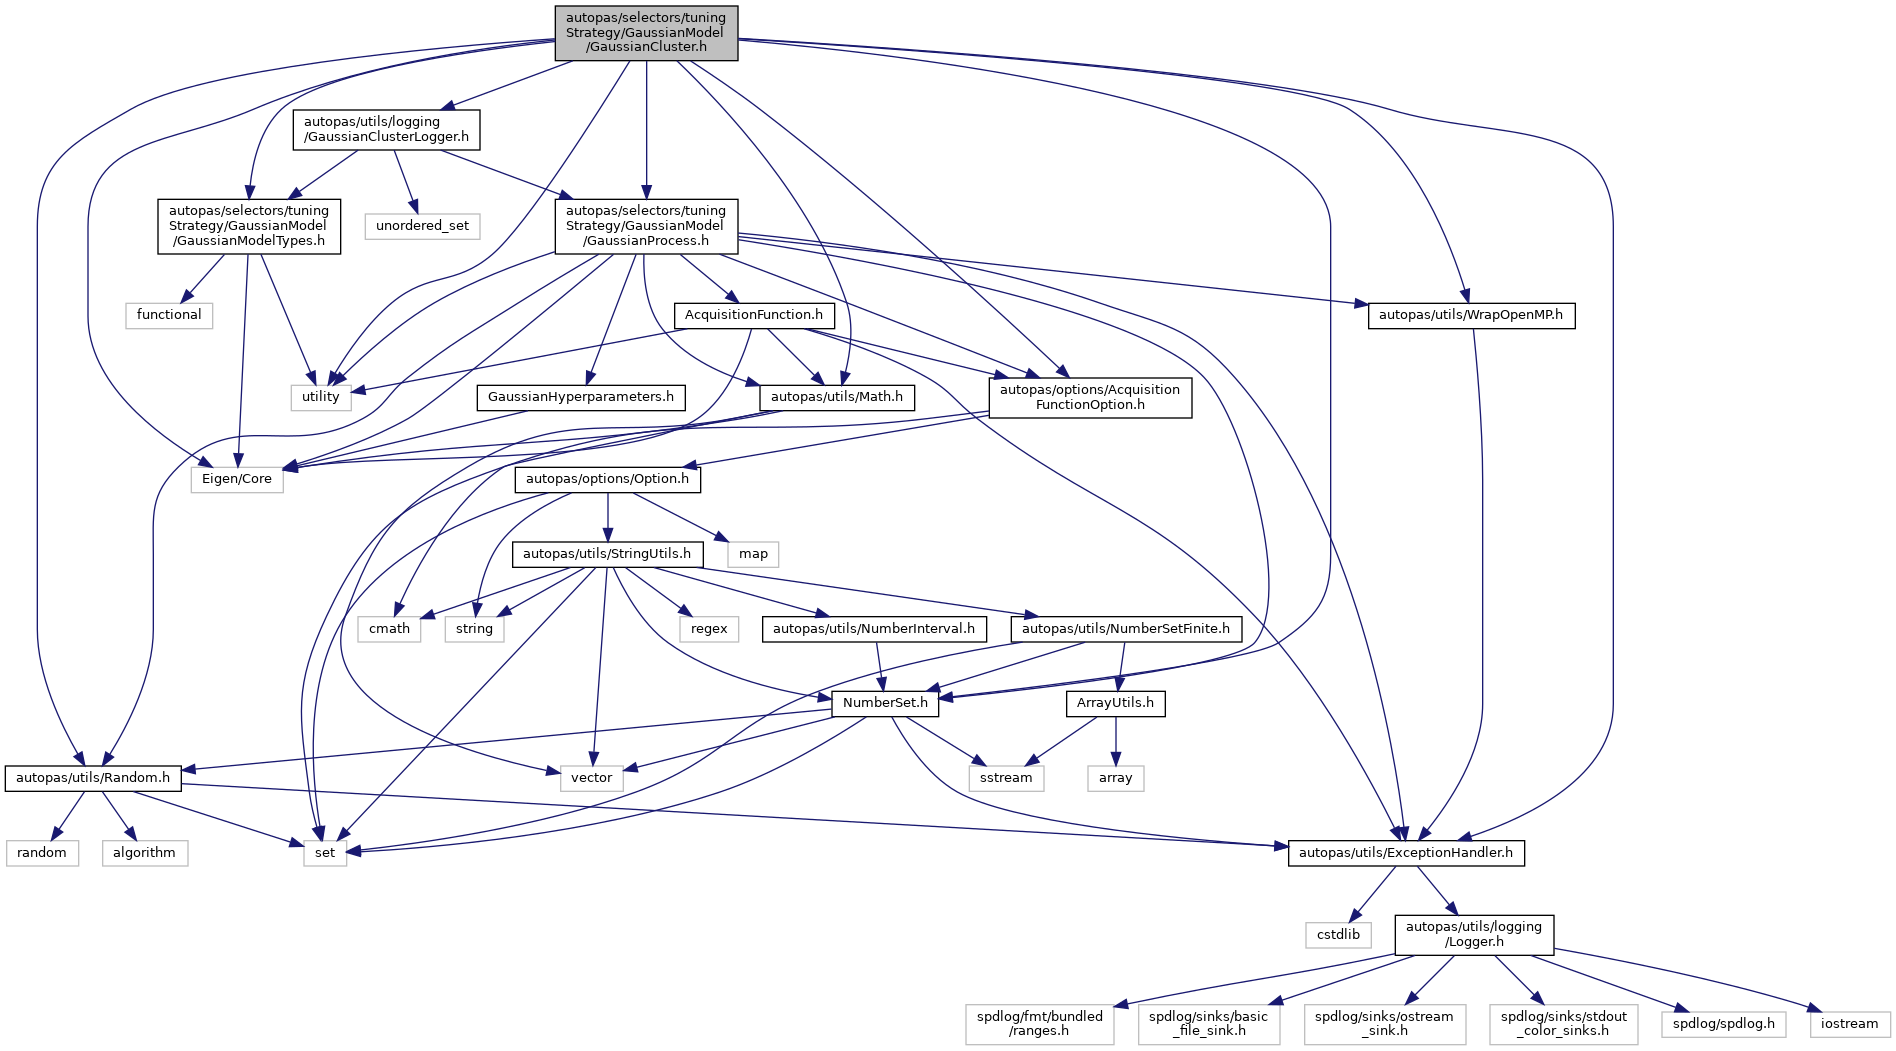 autopas/selectors/tuning
Strategy/GaussianModel
/GaussianCluster.h
autopas/utils/logging
/GaussianClusterLogger.h
autopas/selectors/tuning
Strategy/GaussianModel
/GaussianModelTypes.h
unordered_set
autopas/selectors/tuning
Strategy/GaussianModel
/GaussianProcess.h
functional
AcquisitionFunction.h
autopas/utils/WrapOpenMP.h
utility
GaussianHyperparameters.h
autopas/utils/Math.h
autopas/options/Acquisition
FunctionOption.h
Eigen/Core
autopas/options/Option.h
autopas/utils/StringUtils.h
map
cmath
string
regex
autopas/utils/NumberInterval.h
autopas/utils/NumberSetFinite.h
NumberSet.h
ArrayUtils.h
autopas/utils/Random.h
vector
sstream
array
random
algorithm
set
autopas/utils/ExceptionHandler.h
cstdlib
autopas/utils/logging
/Logger.h
spdlog/fmt/bundled
/ranges.h
spdlog/sinks/basic
_file_sink.h
spdlog/sinks/ostream
_sink.h
spdlog/sinks/stdout
_color_sinks.h
spdlog/spdlog.h
iostream